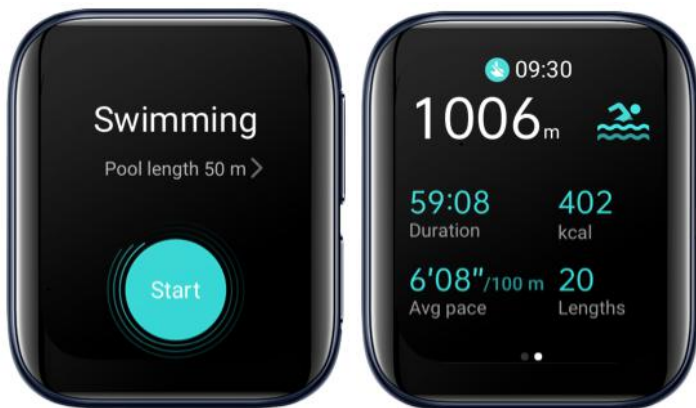 Swimming
Pool length 50 m
Start
09:30
1006 m
59:08
402
Duration
kcal
6'08"/100 m
20
Avg pace
Lengths